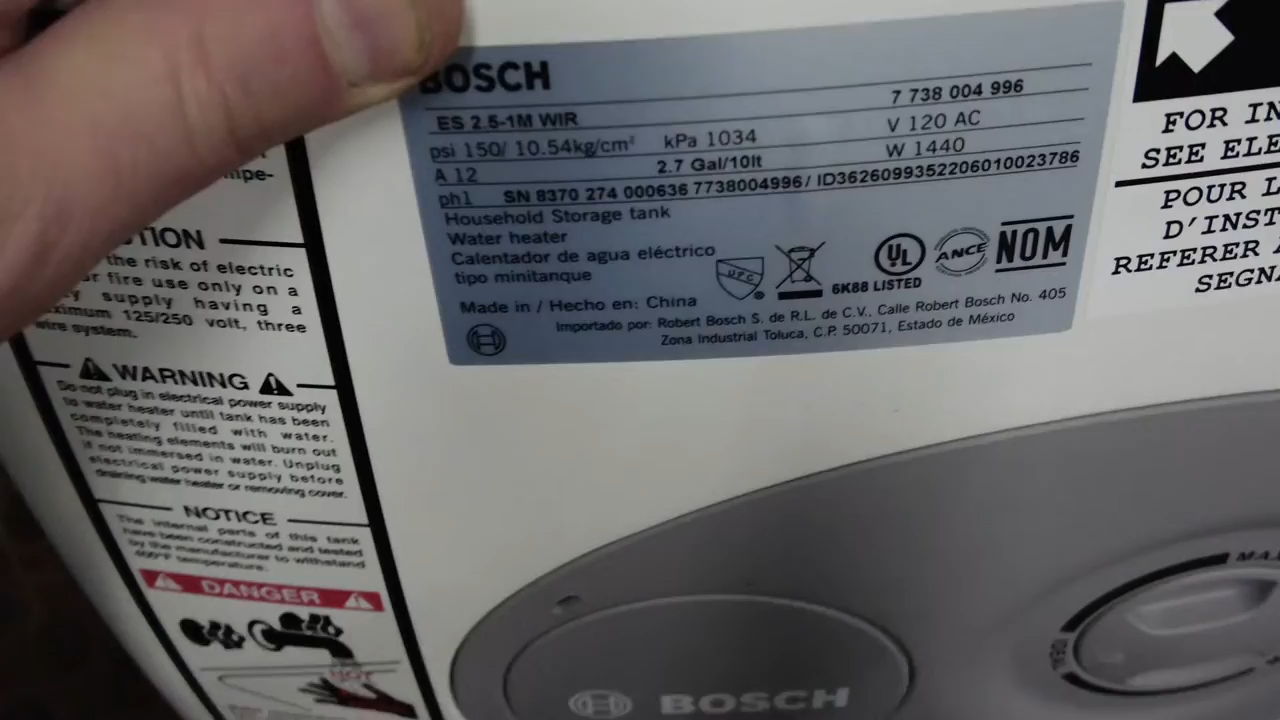 BOSCH
ES 2.5-1M WIR 7 738 004 996
psi 150/ 10.54kg/cm² kPa 1034 V 120 AC
A 12 2.7 Gal/10lt W 1440
ph1 SN 8370 274 000636 7738004996/ ID3626099352206010023786
Household Storage tank
Water heater
Calentador de agua eléctrico
tipo minitanque
UPC
UL
ANCE
NOM
6K88 LISTED
Made in / Hecho en: China
Importado por: Robert Bosch S. de R.L. de C.V., Calle Robert Bosch No. 405
Zona Industrial Toluca, C.P. 50071, Estado de México
the risk of electric
fire use only on a
supply having a
125/250 volt, three
wire system.
WARNING
Do not plug in electrical power supply
to water heater until tank has been
completely filled with water.
The heating elements will burn out
if not immersed in water. Unplug
electrical power supply before
draining water heater or removing cover.
NOTICE
The internal parts of this tank
have been constructed and tested
by the manufacturer to withstand
400°F temperature.
DANGER
HOT
FOR IN
SEE ELE
POUR L
D'INST
REFERER
SEGNA
BOSCH
IDEAL
MAX